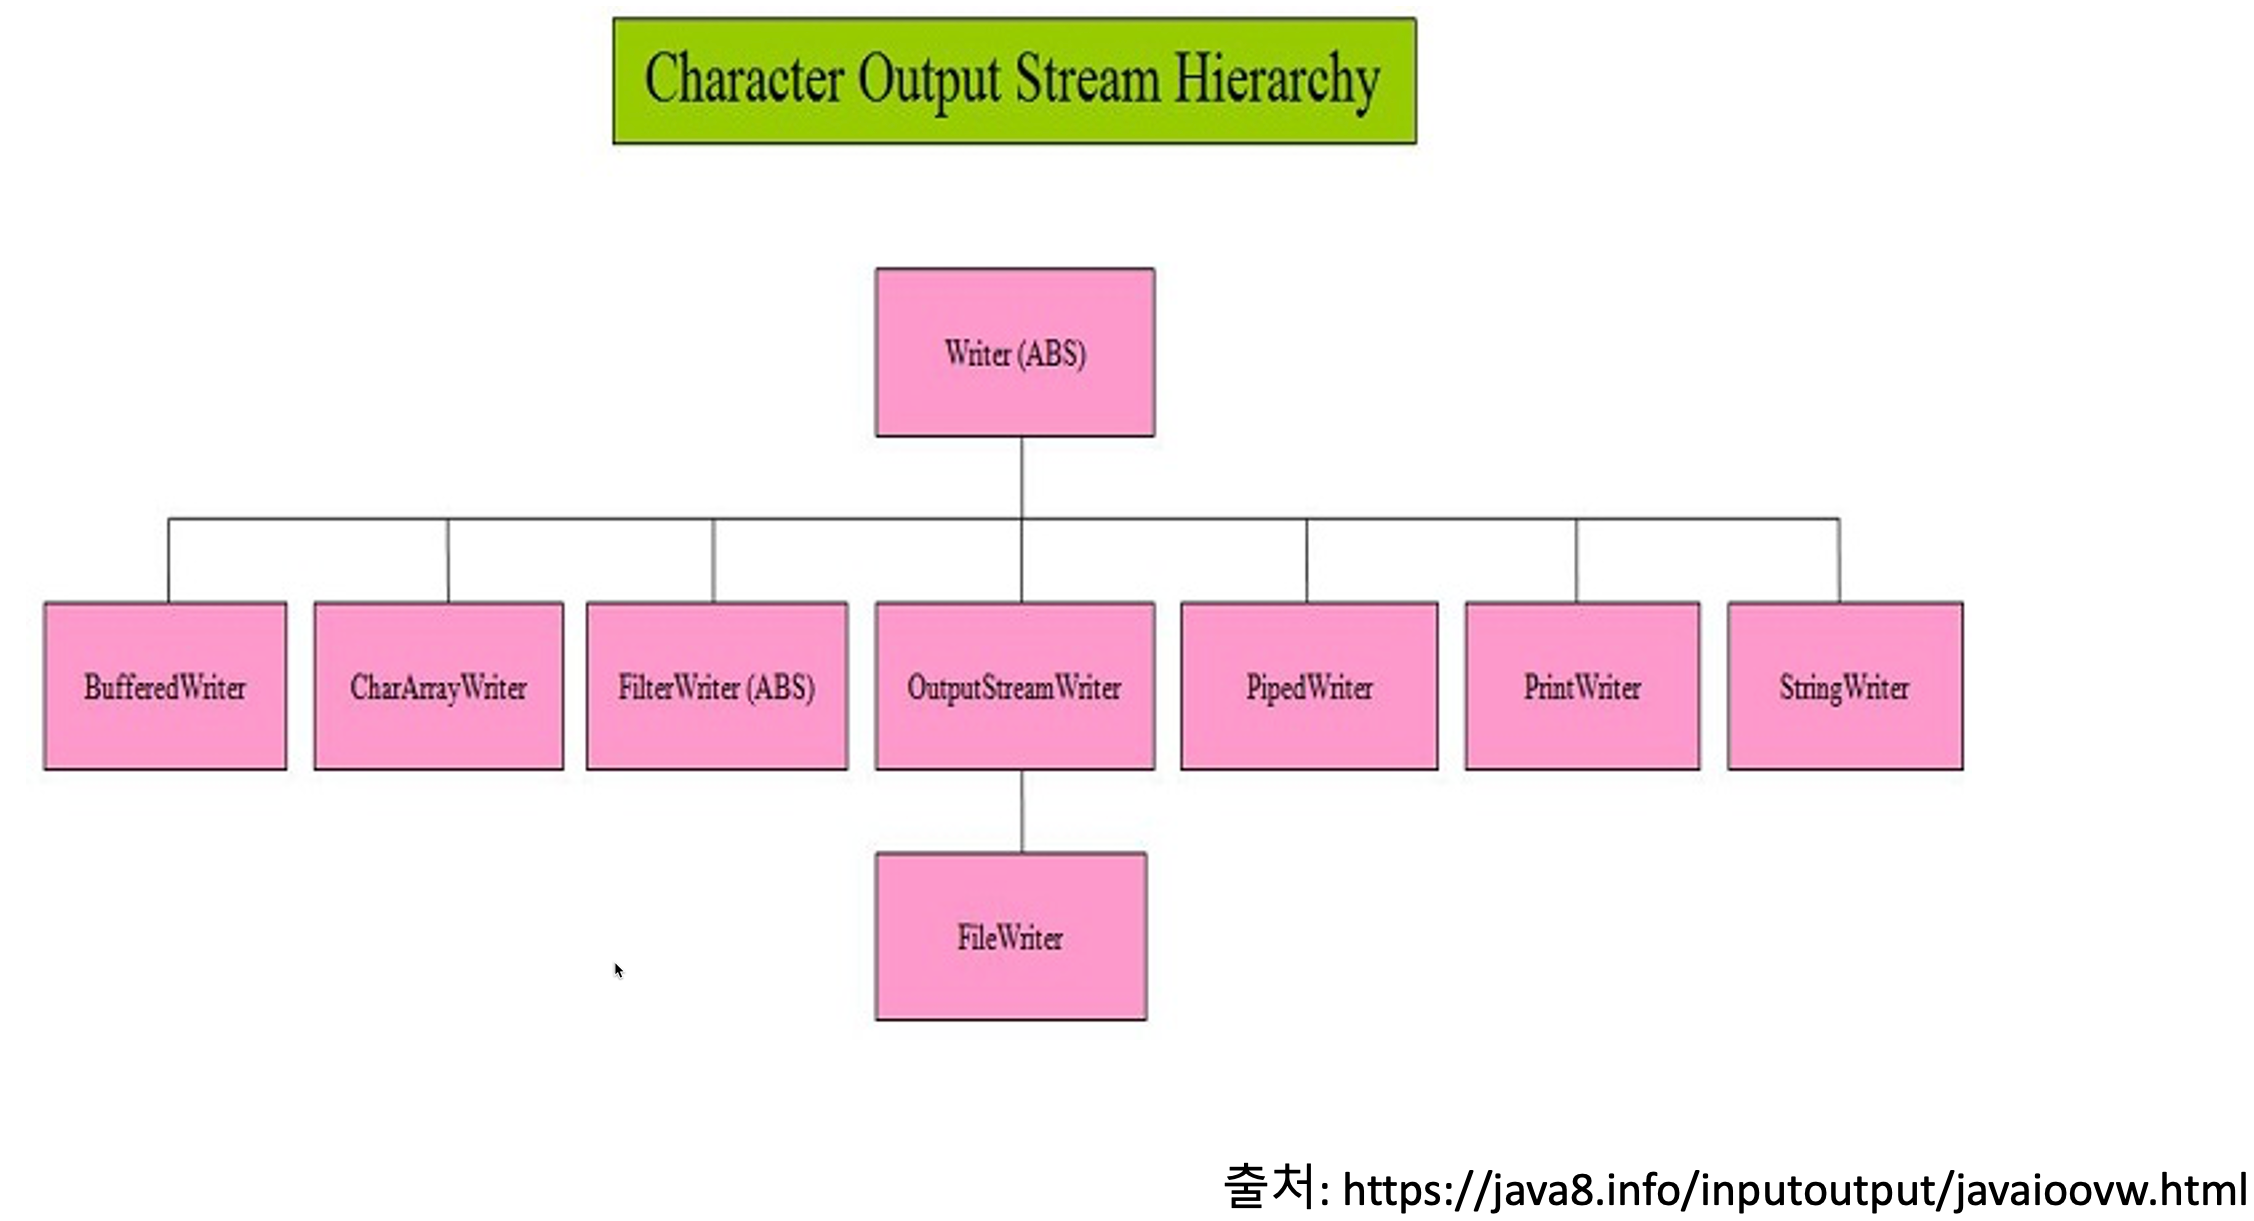 Character Output Stream Hierarchy
Writer (ABS)
BufferedWriter
CharArrayWriter
FilterWriter (ABS)
OutputStreamWriter
PipedWriter
PrintWriter
StringWriter
FileWriter
출처: https://java8.info/inputoutput/javaioovw.html